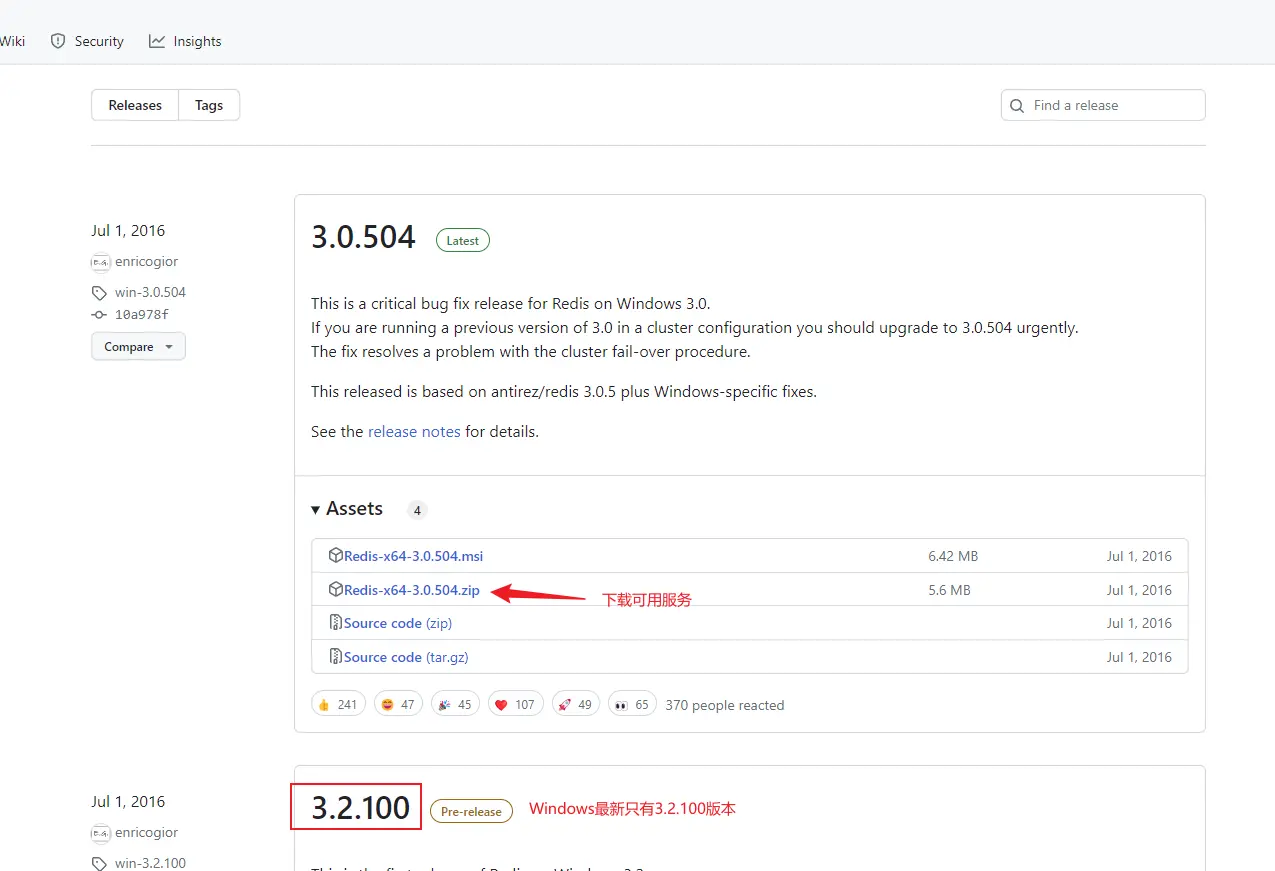 Wiki
Security
Insights
Releases
Tags
Find a release
Jul 1, 2016
enricogior
win-3.0.504
10a978f
Compare
3.0.504
Latest
This is a critical bug fix release for Redis on Windows 3.0.
If you are running a previous version of 3.0 in a cluster configuration you should upgrade to 3.0.504 urgently.
The fix resolves a problem with the cluster fail-over procedure.
This released is based on antirez/redis 3.0.5 plus Windows-specific fixes.
See the release notes for details.
Assets 4
Redis-x64-3.0.504.msi 6.42 MB Jul 1, 2016
Redis-x64-3.0.504.zip 5.6 MB Jul 1, 2016
下载可用服务
Source code (zip) Jul 1, 2016
Source code (tar.gz) Jul 1, 2016
241 47 45 107 49 65 370 people reacted
Jul 1, 2016
enricogior
win-3.2.100
3.2.100
Pre-release
Windows最新只有3.2.100版本